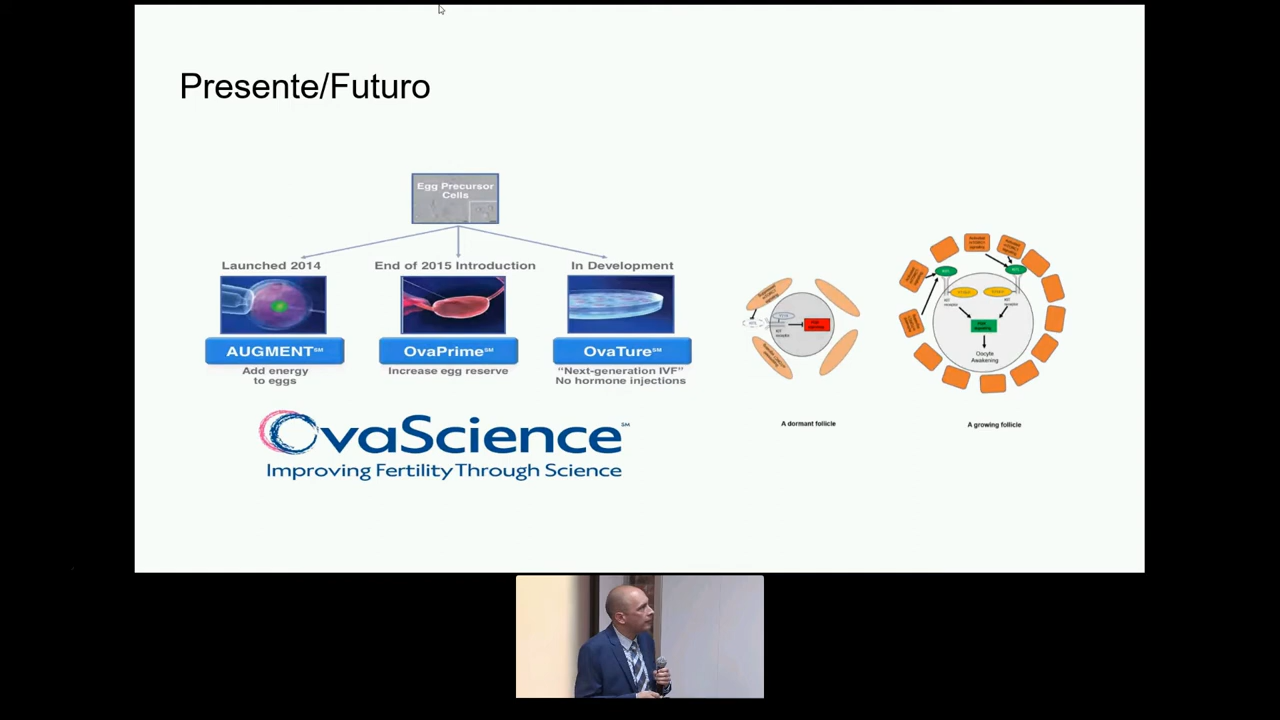 Presente/Futuro
Egg Precursor
Cells
Launched 2014
End of 2015 Introduction
In Development
AUGMENT℠
OvaPrime℠
OvaTure℠
Add energy
to eggs
Increase egg reserve
“Next-generation IVF”
No hormone injections
OvaScience℠
Improving Fertility Through Science
Oocyte
Awakening
A dormant follicle
A growing follicle